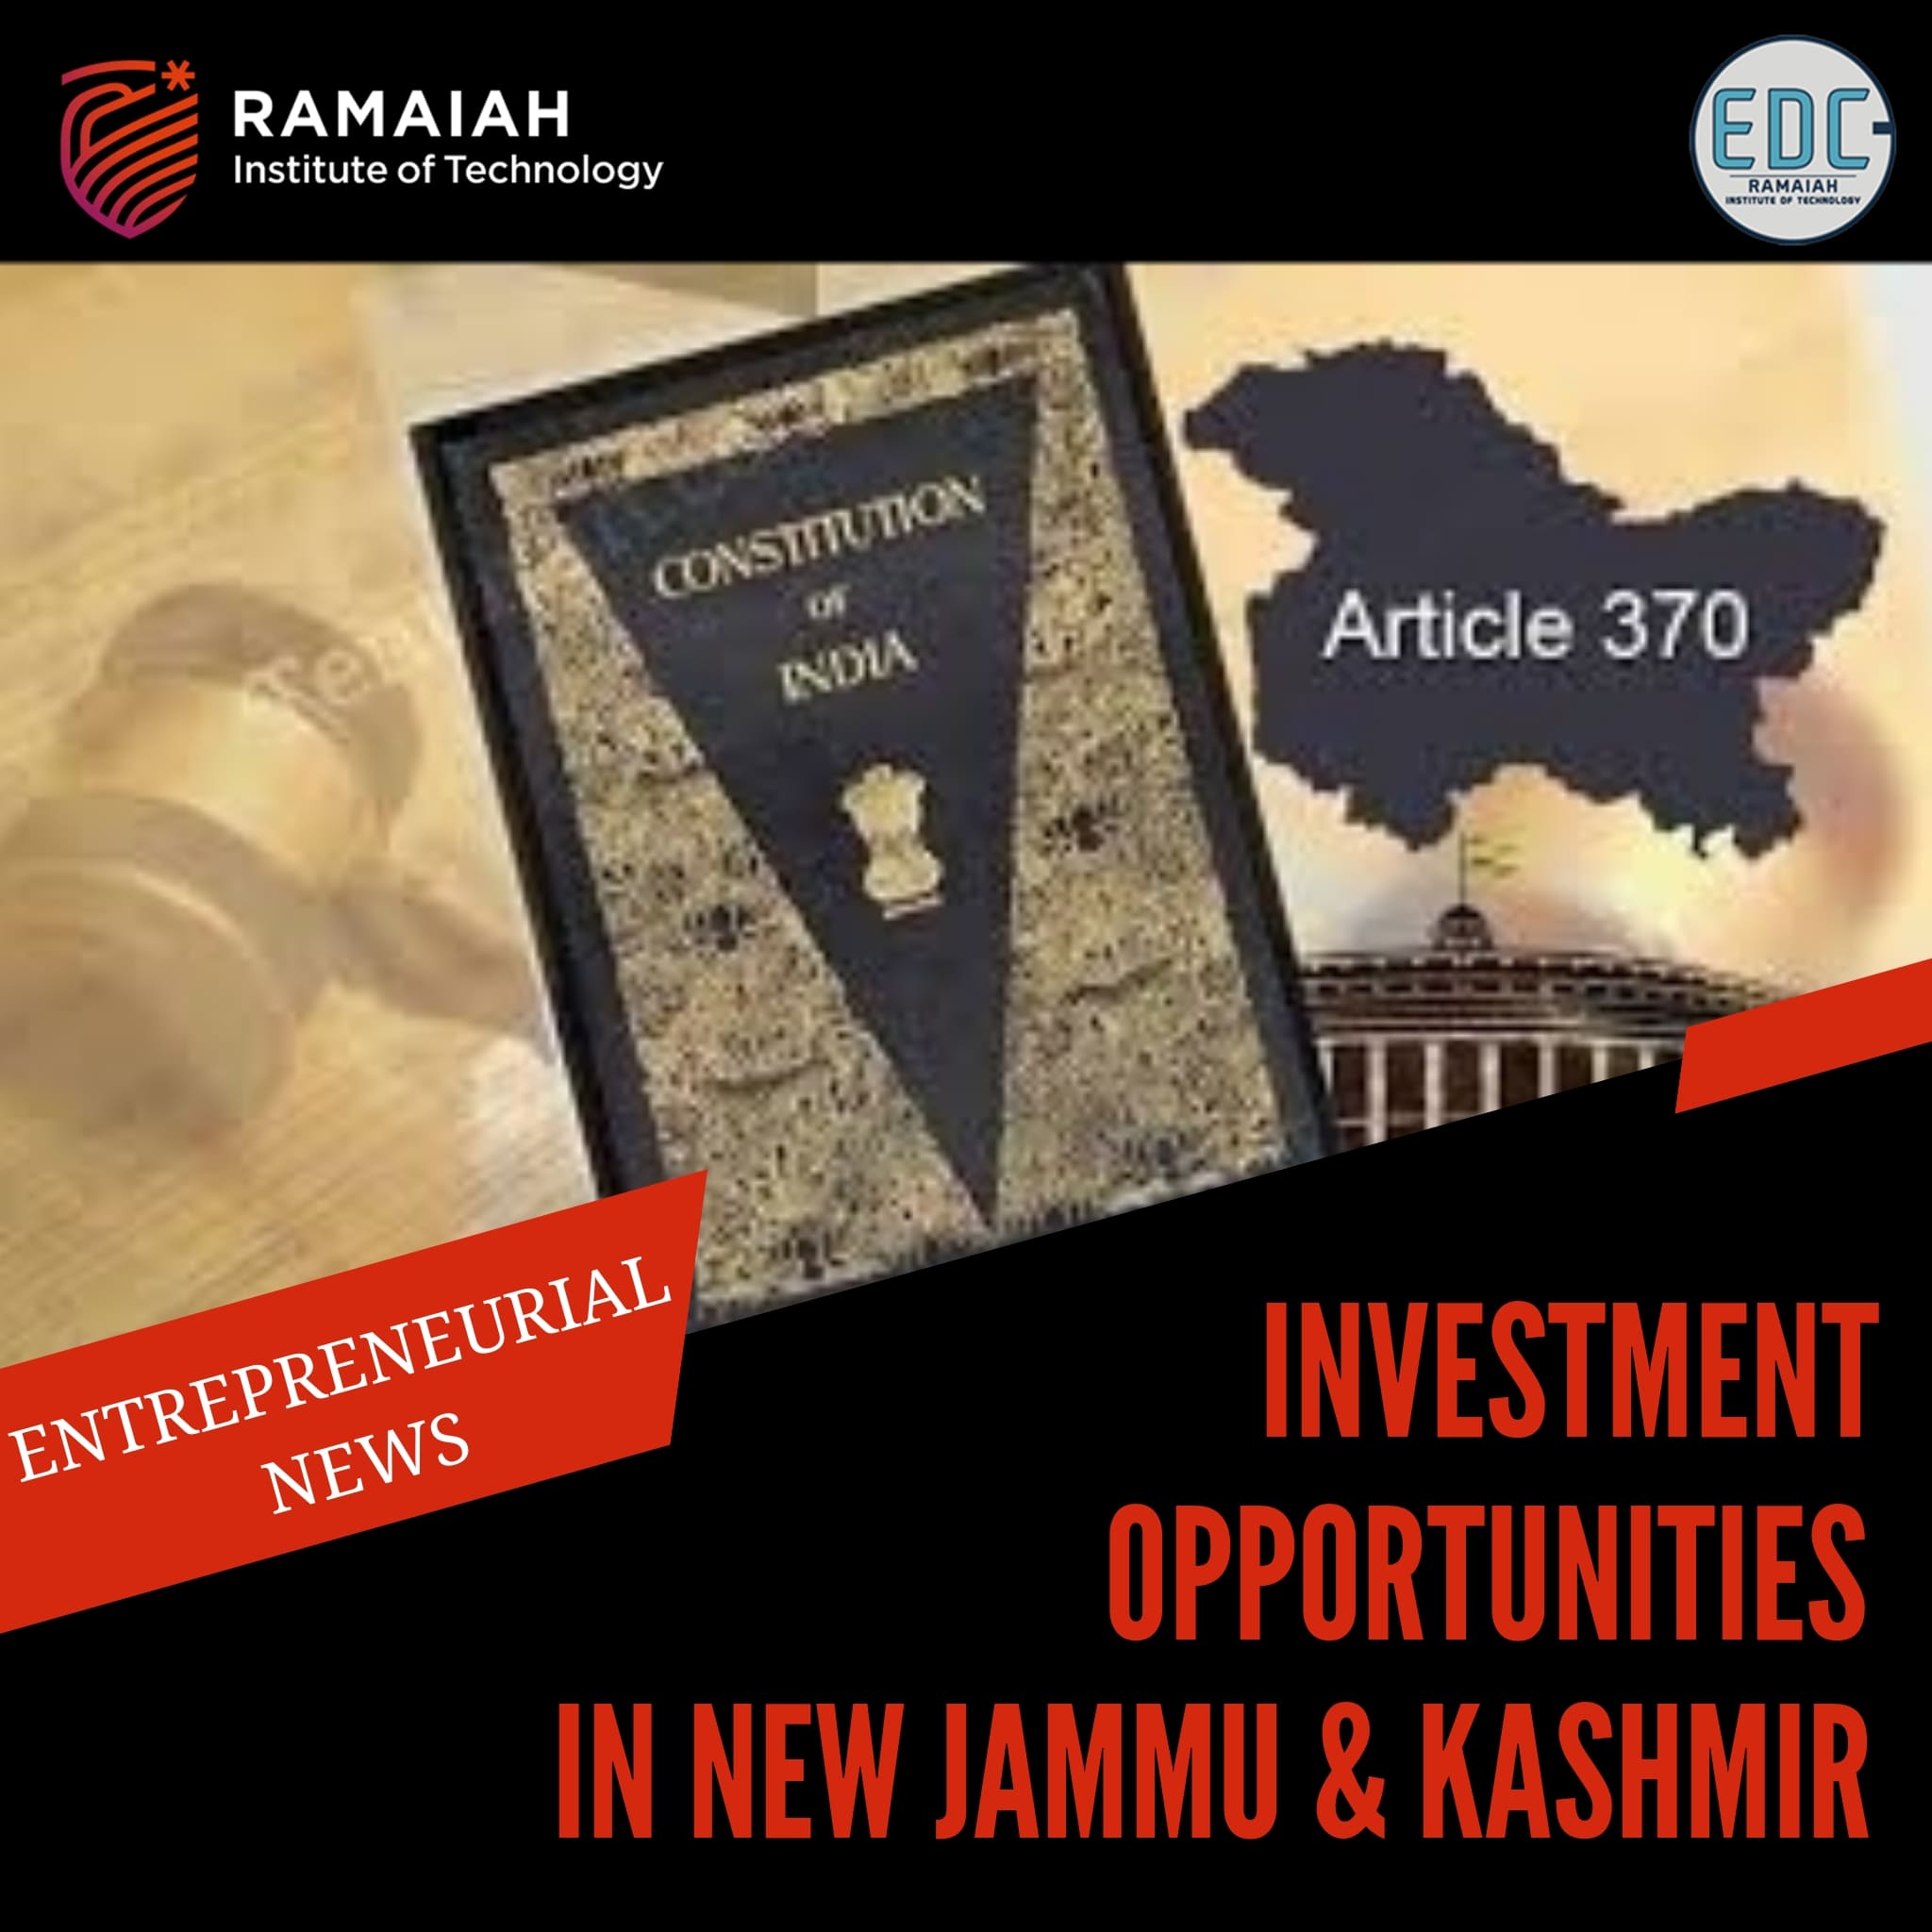 RAMAIAH
Institute of Technology
EDC
RAMAIAH
INSTITUTE OF TECHNOLOGY
CONSTITUTION
OF
INDIA
Article 370
ENTREPRENEURIAL
NEWS
INVESTMENT
OPPORTUNITIES
IN NEW JAMMU & KASHMIR